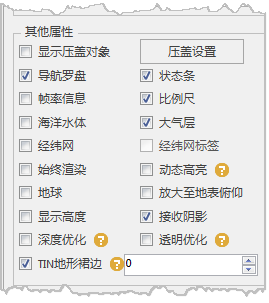 其他属性
显示压盖对象 压盖设置
导航罗盘 状态条
帧率信息 比例尺
海洋水体 大气层
经纬网 经纬网标签
始终渲染 动态高亮 ?
地球 放大至地表俯仰
显示高度 接收阴影
深度优化 ? 透明优化 ?
TIN地形裙边 ? 0